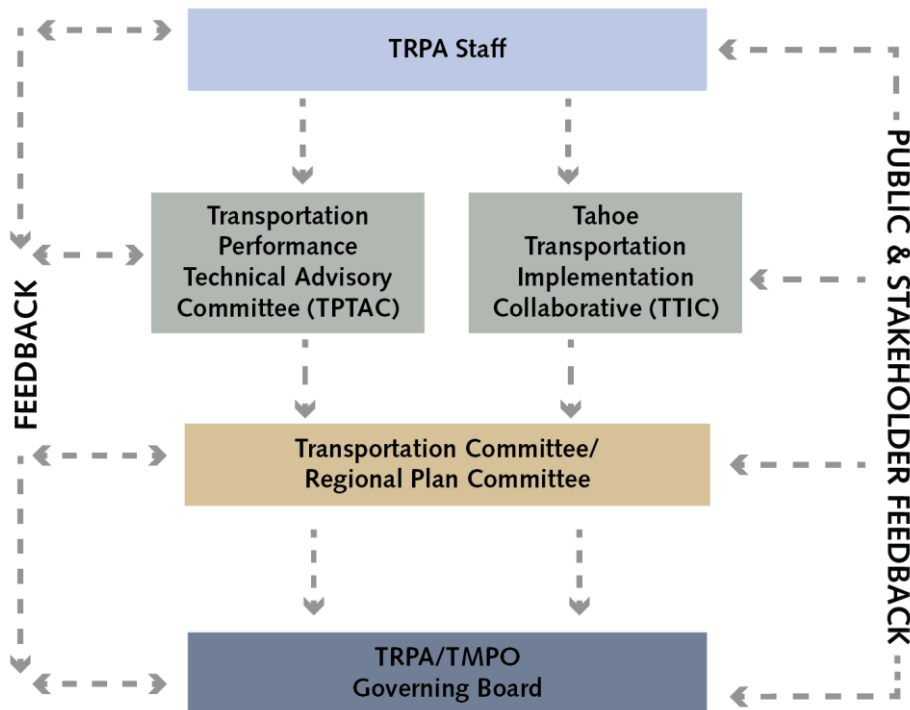 TRPA Staff
Transportation
Performance
Technical Advisory
Committee (TPTAC)
Tahoe
Transportation
Implementation
Collaborative (TTIC)
Transportation Committee/
Regional Plan Committee
TRPA/TMPO
Governing Board
FEEDBACK
PUBLIC & STAKEHOLDER FEEDBACK